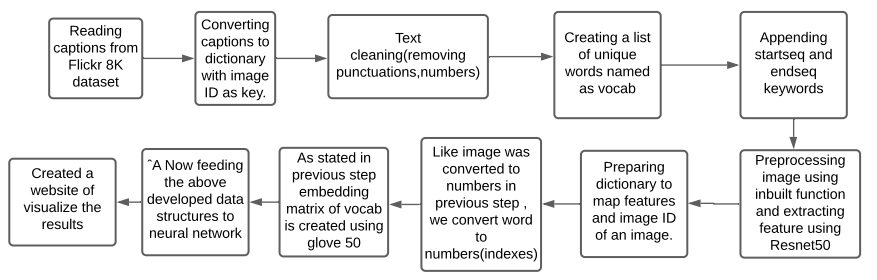 Reading
captions from
Flickr 8K
dataset
Converting
captions to
dictionary
with image
ID as key.
Text
cleaning(removing
punctuations,numbers)
Creating a list
of unique
words named
as vocab
Appending
startseq and
endseq
keywords
Preprocessing
image using
inbuilt function
and extracting
feature using
Resnet50
Preparing
dictionary to
map features
and image ID
of an image.
Like image was
converted to
numbers in
previous step ,
we convert word
to
numbers(indexes)
As stated in
previous step
embedding
matrix of vocab
is created using
glove 50
ˆA Now feeding
the above
developed data
structures to
neural network
Created a
website of
visualize the
results